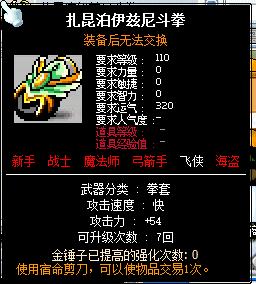 扎昆泊伊兹尼斗拳
装备后无法交换
要求等级: 110
要求力量: 0
要求敏捷: 0
要求智力: 0
要求运气: 320
要求人气度: -
道具等级: -
道具经验值: -
新手 战士 魔法师 弓箭手 飞侠 海盗
武器分类 : 拳套
攻击速度 : 快
攻击力 : +54
可升级次数 : 7回
金锤子已提高的强化次数: 0
使用宿命剪刀，可以使物品交易1次。